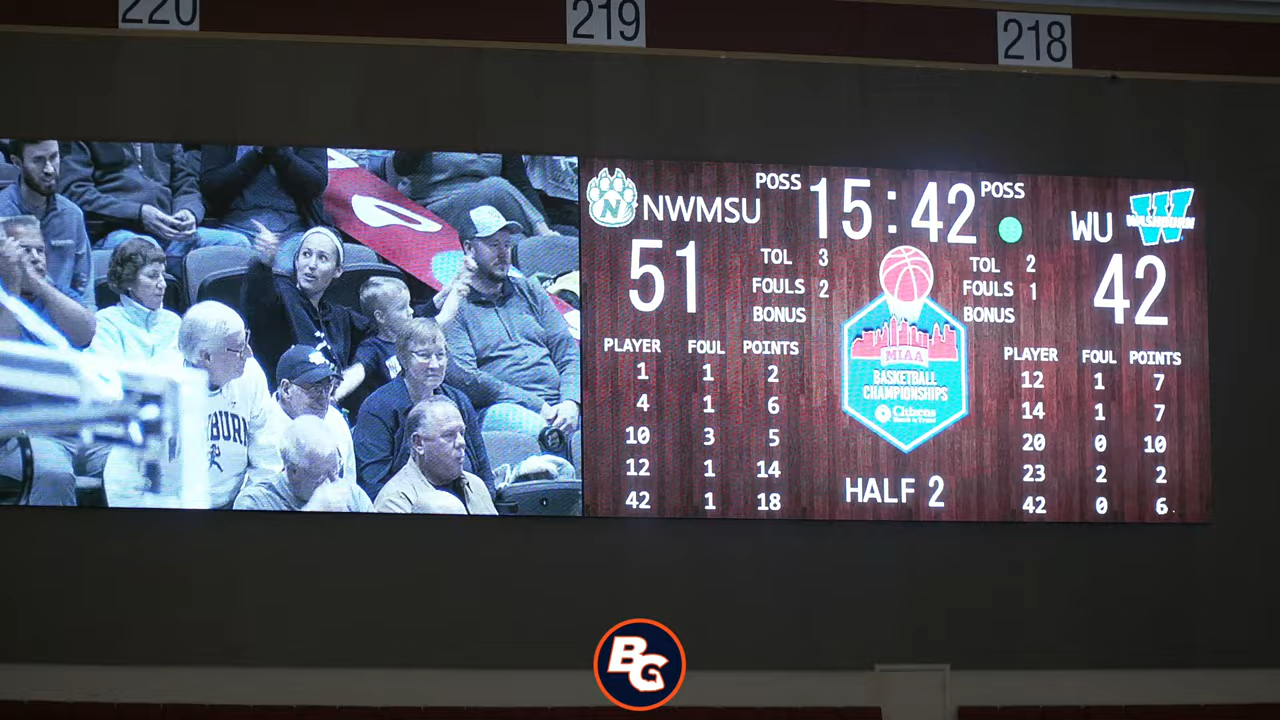 220 219 218
POSS 15:42 POSS
N NWMSU WU W
51 42
TOL 3 TOL 2
FOULS 2 FOULS 1
BONUS BONUS
PLAYER FOUL POINTS PLAYER FOUL POINTS
1 1 2 12 1 7
4 1 6 14 1 7
10 3 5 20 0 10
12 1 14 23 2 2
42 1 18 42 0 6
MIAA
BASKETBALL
CHAMPIONSHIPS
Citizens
HALF 2
BG